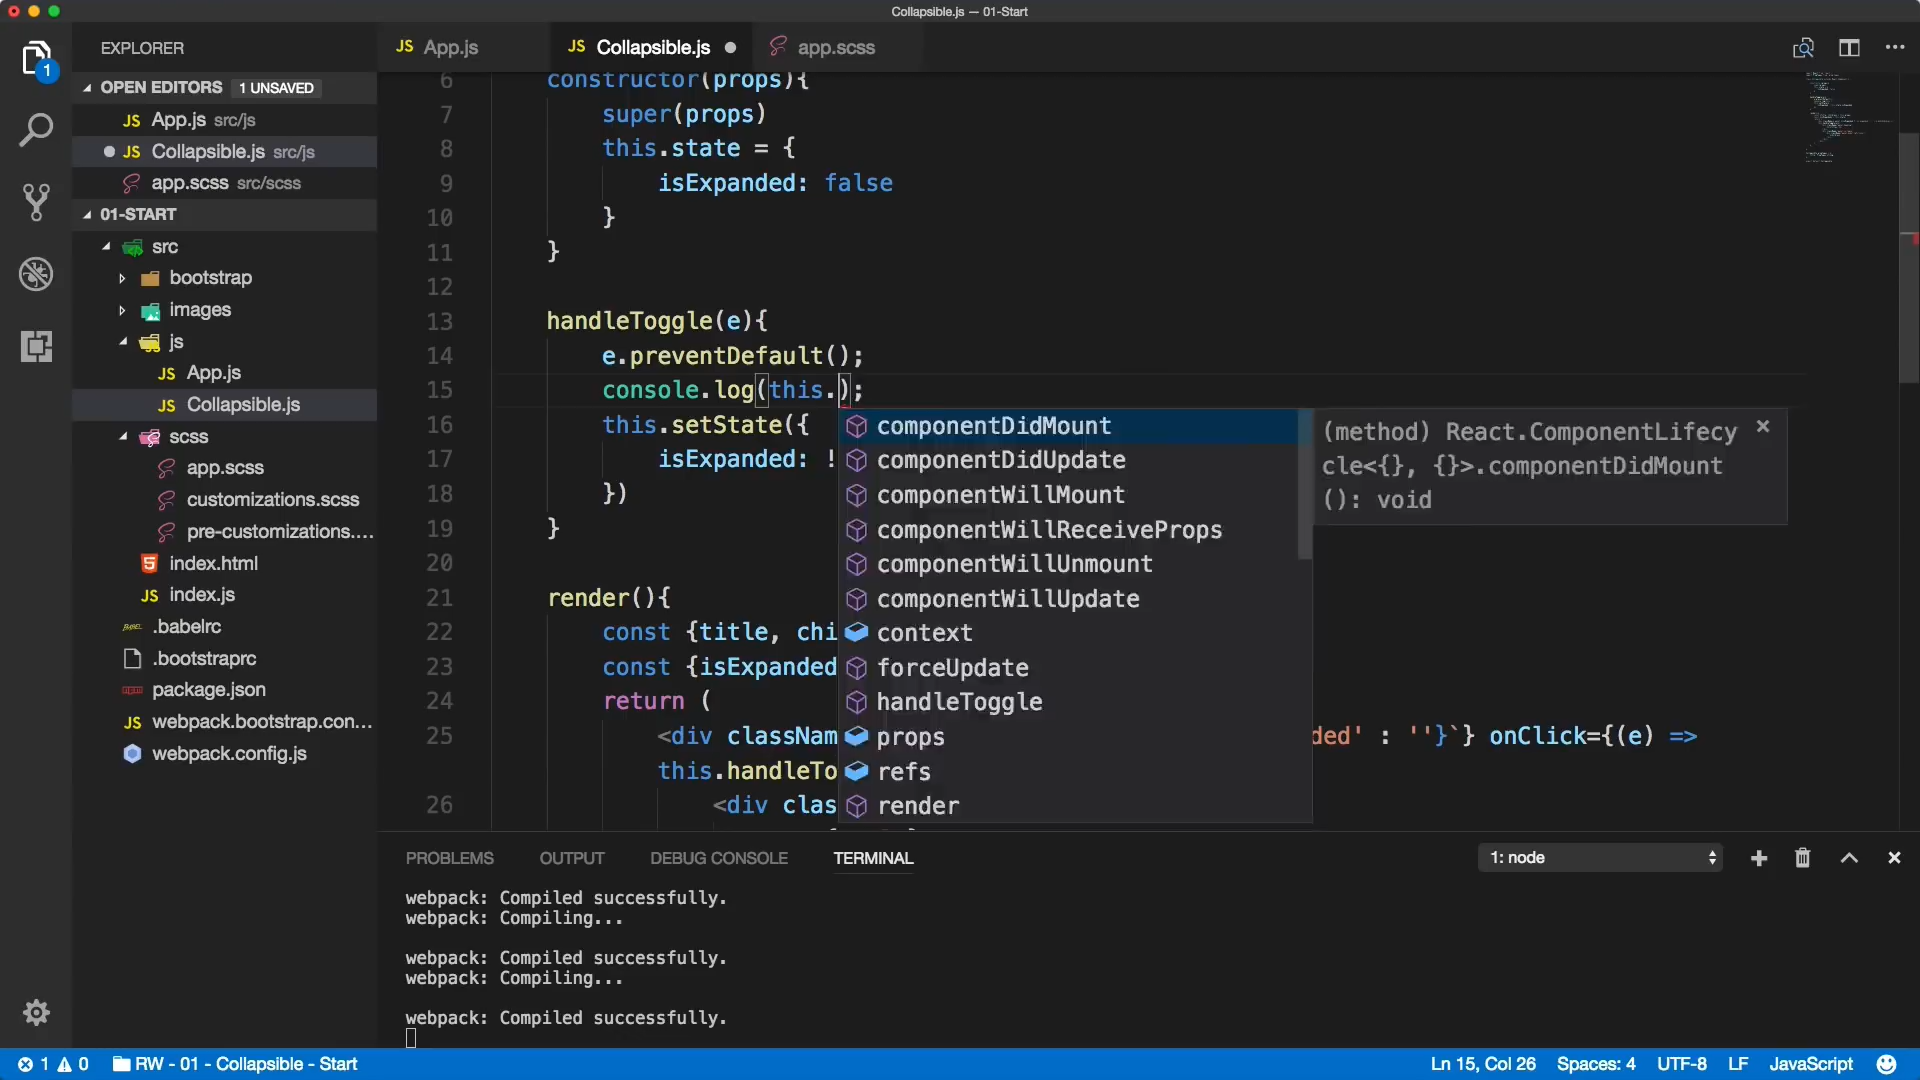 Collapsible.js — 01-Start
EXPLORER
OPEN EDITORS 1 UNSAVED
JS App.js src/js
JS Collapsible.js src/js
app.scss src/scss
01-START
src
bootstrap
images
js
JS App.js
JS Collapsible.js
scss
app.scss
customizations.scss
pre-customizations....
index.html
JS index.js
.babelrc
.bootstraprc
package.json
JS webpack.bootstrap.con...
webpack.config.js
JS App.js
JS Collapsible.js
app.scss
6 constructor(props){
7 super(props)
8 this.state = {
9 isExpanded: false
10 }
11 }
12
13 handleToggle(e){
14 e.preventDefault();
15 console.log(this.);
16 this.setState({
17 isExpanded: !
18 })
19 }
20
21 render(){
22 const {title, chi
23 const {isExpanded
24 return (
25 <div classNam ded' : ''}`} onClick={(e) =>
this.handleTo
26 <div clas
componentDidMount
componentDidUpdate
componentWillMount
componentWillReceiveProps
componentWillUnmount
componentWillUpdate
context
forceUpdate
handleToggle
props
refs
render
(method) React.ComponentLifecy
cle<{}, {}>.componentDidMount
(): void
PROBLEMS OUTPUT DEBUG CONSOLE TERMINAL
1: node
webpack: Compiled successfully.
webpack: Compiling...
webpack: Compiled successfully.
webpack: Compiling...
webpack: Compiled successfully.
1 0 RW - 01 - Collapsible - Start
Ln 15, Col 26 Spaces: 4 UTF-8 LF JavaScript